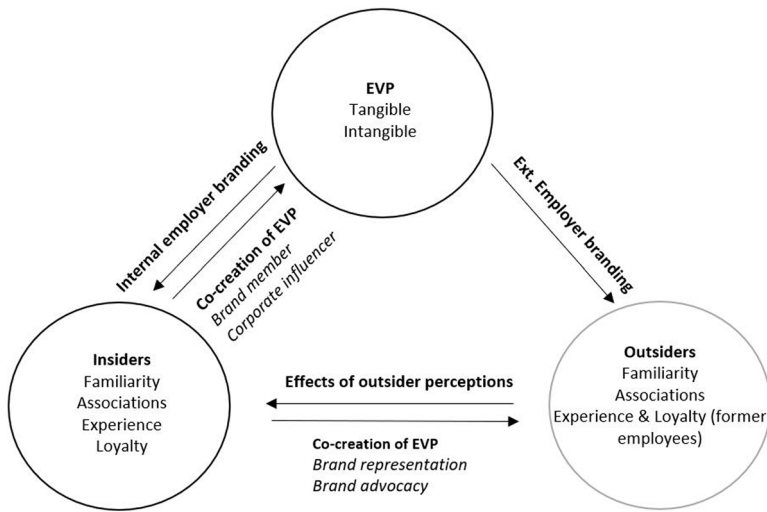 EVP
Tangible
Intangible
Internal employer branding
Co-creation of EVP
Brand member
Corporate influencer
Ext. Employer branding
Insiders
Familiarity
Associations
Experience
Loyalty
Effects of outsider perceptions
Co-creation of EVP
Brand representation
Brand advocacy
Outsiders
Familiarity
Associations
Experience & Loyalty (former
employees)